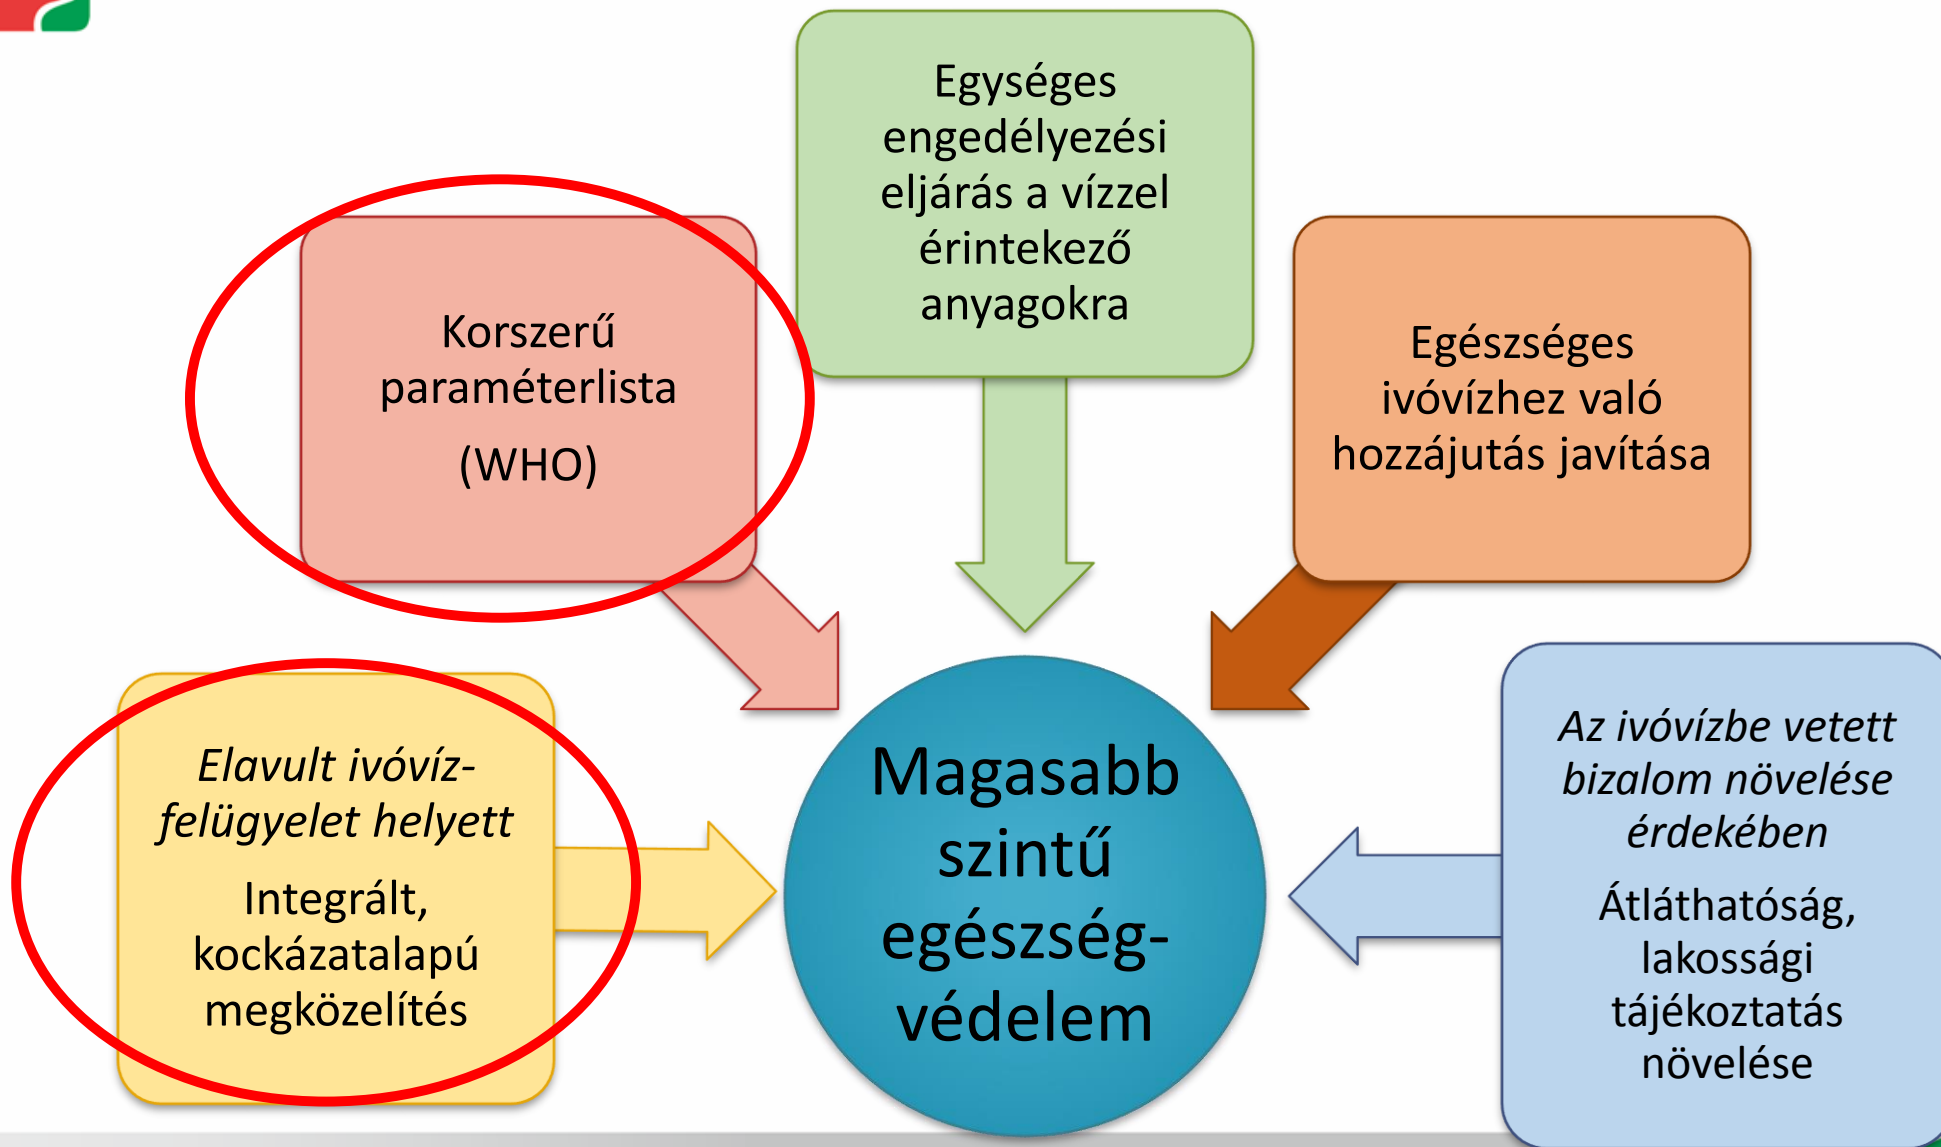 Egységes
engedélyezési
eljárás a vízzel
érintekező
anyagokra
Korszerű
paraméterlista
(WHO)
Egészséges
ivóvízhez való
hozzájutás javítása
Elavult ivóvíz-
felügyelet helyett
Integrált,
kockázatalapú
megközelítés
Magasabb
szintű
egészség-
védelem
Az ivóvízbe vetett
bizalom növelése
érdekében
Átláthatóság,
lakossági
tájékoztatás
növelése